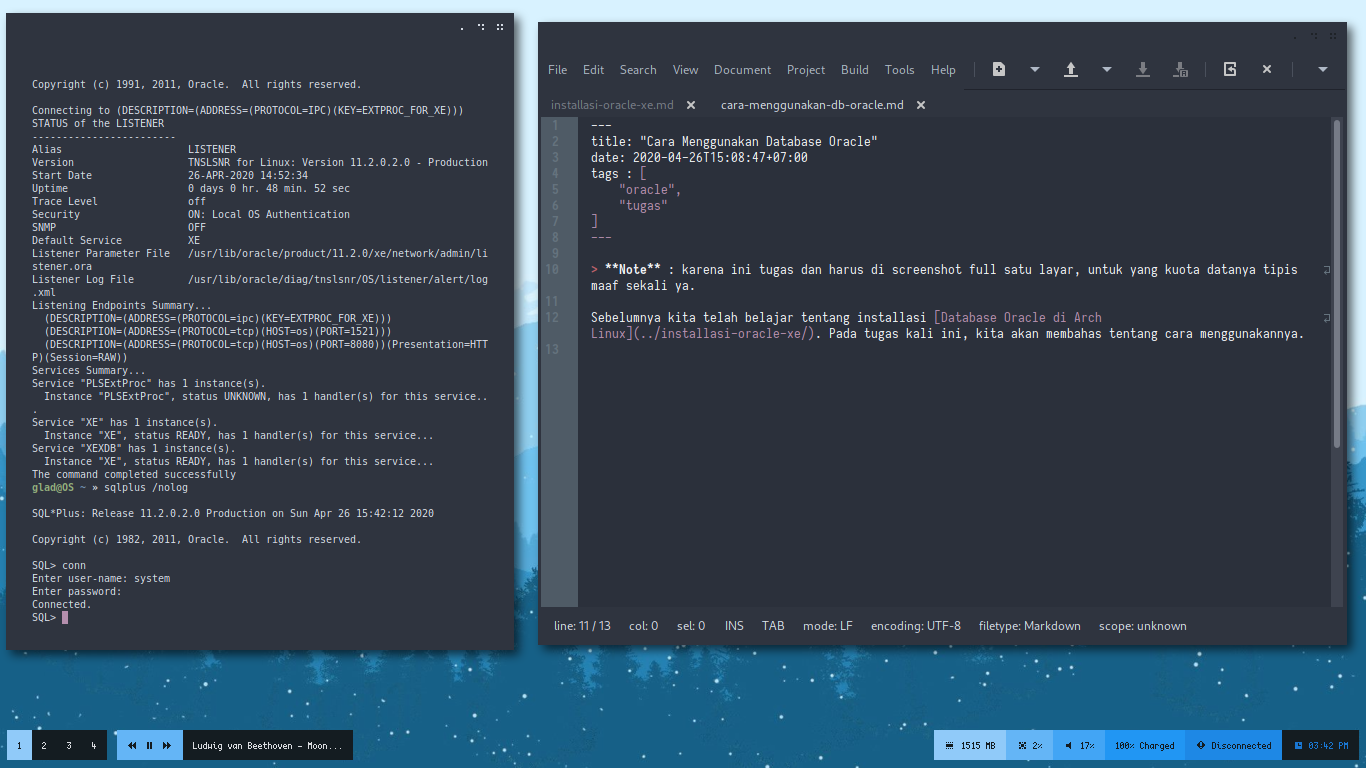 Copyright (c) 1991, 2011, Oracle.  All rights reserved.
Connecting to (DESCRIPTION=(ADDRESS=(PROTOCOL=IPC)(KEY=EXTPROC_FOR_XE)))
STATUS of the LISTENER
------------------------
Alias                     LISTENER
Version                   TNSLSNR for Linux: Version 11.2.0.2.0 - Production
Start Date                26-APR-2020 14:52:34
Uptime                    0 days 0 hr. 48 min. 52 sec
Trace Level               off
Security                  ON: Local OS Authentication
SNMP                      OFF
Default Service           XE
Listener Parameter File   /usr/lib/oracle/product/11.2.0/xe/network/admin/li
stener.ora
Listener Log File         /usr/lib/oracle/diag/tnslsnr/OS/listener/alert/log
.xml
Listening Endpoints Summary...
  (DESCRIPTION=(ADDRESS=(PROTOCOL=ipc)(KEY=EXTPROC_FOR_XE)))
  (DESCRIPTION=(ADDRESS=(PROTOCOL=tcp)(HOST=os)(PORT=1521)))
  (DESCRIPTION=(ADDRESS=(PROTOCOL=tcp)(HOST=os)(PORT=8080))(Presentation=HTT
P)(Session=RAW))
Services Summary...
Service "PLSExtProc" has 1 instance(s).
  Instance "PLSExtProc", status UNKNOWN, has 1 handler(s) for this service..
.
Service "XE" has 1 instance(s).
  Instance "XE", status READY, has 1 handler(s) for this service...
Service "XEXDB" has 1 instance(s).
  Instance "XE", status READY, has 1 handler(s) for this service...
The command completed successfully
glad@OS ~ » sqlplus /nolog
SQL*Plus: Release 11.2.0.2.0 Production on Sun Apr 26 15:42:12 2020
Copyright (c) 1982, 2011, Oracle.  All rights reserved.
SQL> conn
Enter user-name: system
Enter password:
Connected.
SQL>
File Edit Search View Document Project Build Tools Help
installasi-oracle-xe.md cara-menggunakan-db-oracle.md
1 ---
2 title: "Cara Menggunakan Database Oracle"
3 date: 2020-04-26T15:08:47+07:00
4 tags : [
5     "oracle",
6     "tugas"
7 ]
8 ---
9
10 > **Note** : karena ini tugas dan harus di screenshot full satu layar, untuk yang kuota datanya tipis
maaf sekali ya.
11
12 Sebelumnya kita telah belajar tentang installasi [Database Oracle di Arch
Linux](../installasi-oracle-xe/). Pada tugas kali ini, kita akan membahas tentang cara menggunakannya.
13
line: 11 / 13 col: 0 sel: 0 INS TAB mode: LF encoding: UTF-8 filetype: Markdown scope: unknown
1 2 3 4 Ludwig van Beethoven - Moon... 1515 MB 2% 17% 100% Charged Disconnected 03:42 PM